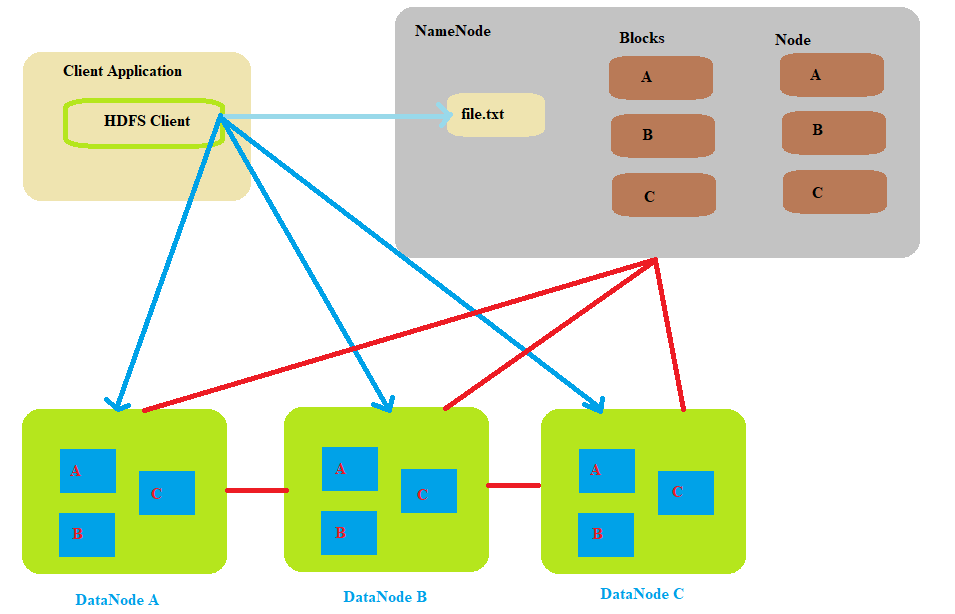 NameNode
Blocks
Node
Client Application
HDFS Client
file.txt
A
B
C
A
B
C
A
C
B
A
C
B
A
C
B
DataNode A
DataNode B
DataNode C